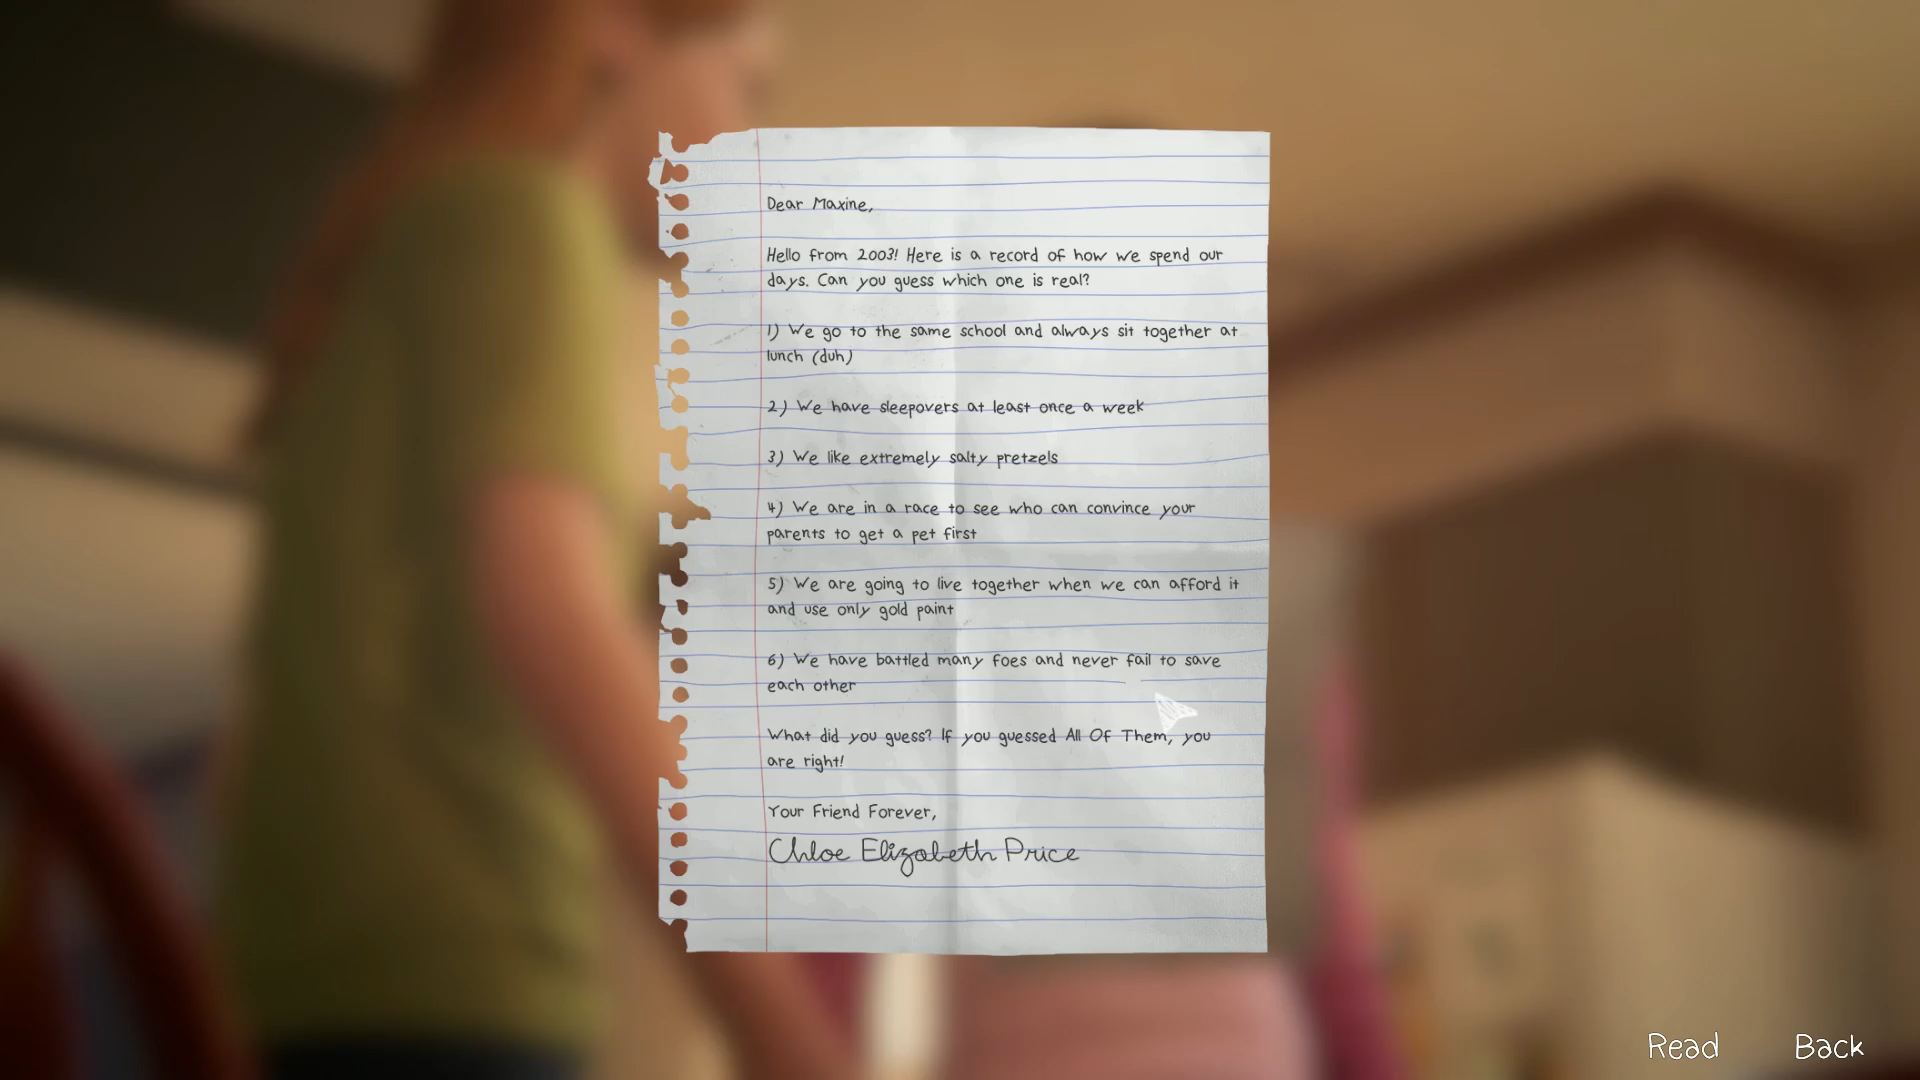 Dear Maxine,
Hello from 2003! Here is a record of how we spend our
days. Can you guess which one is real?
1) We go to the same school and always sit together at
lunch (duh)
2) We have sleepovers at least once a week
3) We like extremely salty pretzels
4) We are in a race to see who can convince your
parents to get a pet first
5) We are going to live together when we can afford it
and use only gold paint
6) We have battled many foes and never fail to save
each other
What did you guess? If you guessed All Of Them, you
are right!
Your Friend Forever,
Chloe Elizabeth Price
Read Back